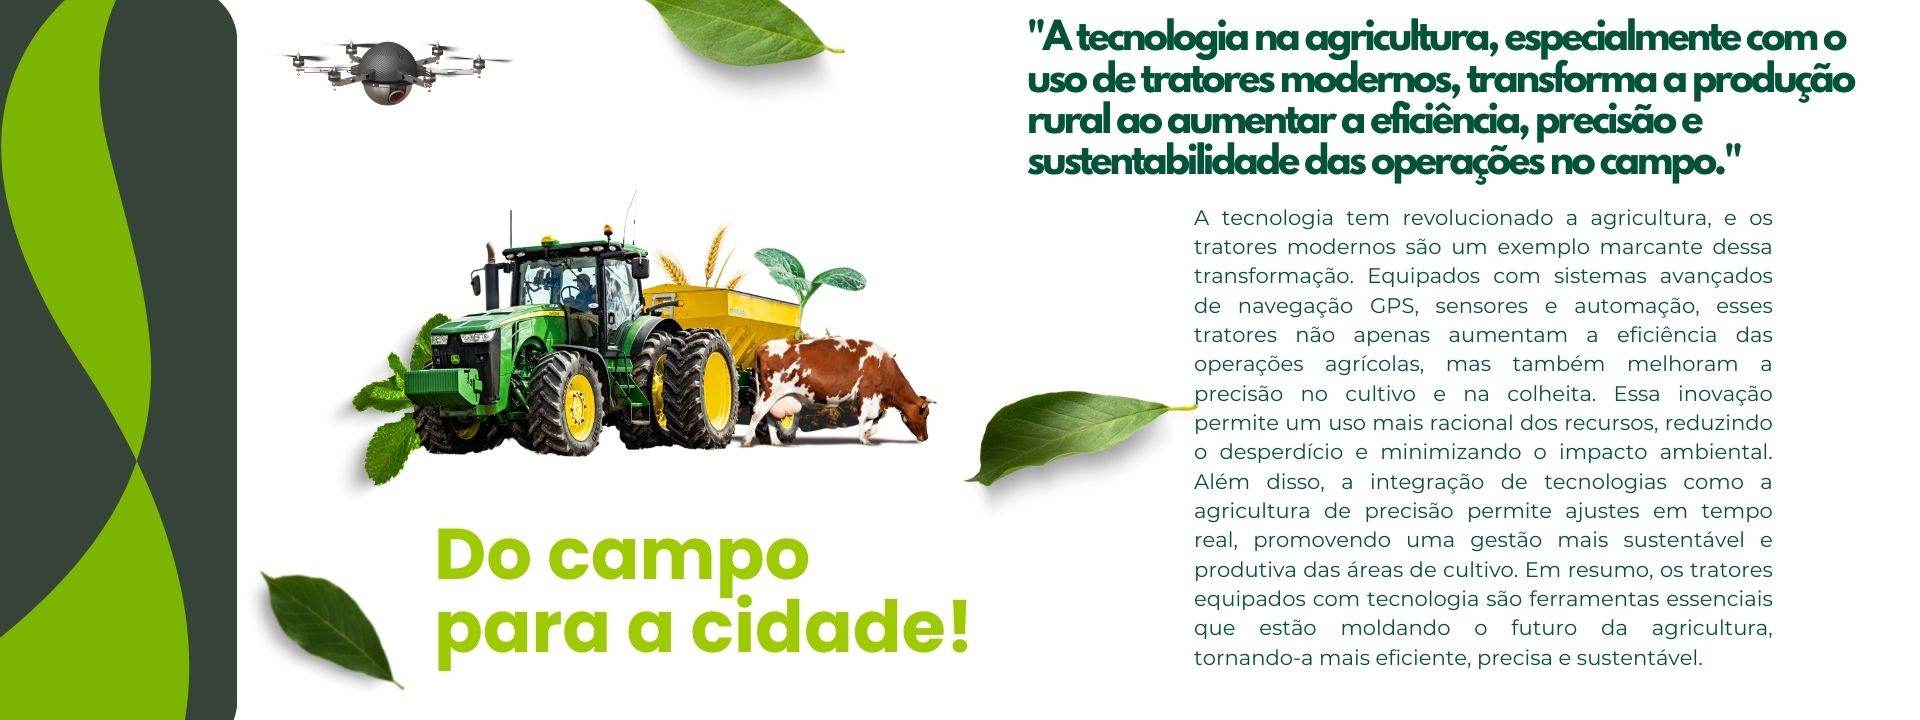 "A tecnologia na agricultura, especialmente com o
uso de tratores modernos, transforma a produção
rural ao aumentar a eficiência, precisão e
sustentabilidade das operações no campo."
A tecnologia tem revolucionado a agricultura, e os
tratores modernos são um exemplo marcante dessa
transformação. Equipados com sistemas avançados
de navegação GPS, sensores e automação, esses
tratores não apenas aumentam a eficiência das
operações agrícolas, mas também melhoram a
precisão no cultivo e na colheita. Essa inovação
permite um uso mais racional dos recursos, reduzindo
o desperdício e minimizando o impacto ambiental.
Além disso, a integração de tecnologias como a
agricultura de precisão permite ajustes em tempo
real, promovendo uma gestão mais sustentável e
produtiva das áreas de cultivo. Em resumo, os tratores
equipados com tecnologia são ferramentas essenciais
que estão moldando o futuro da agricultura,
tornando-a mais eficiente, precisa e sustentável.
Do campo
para a cidade!